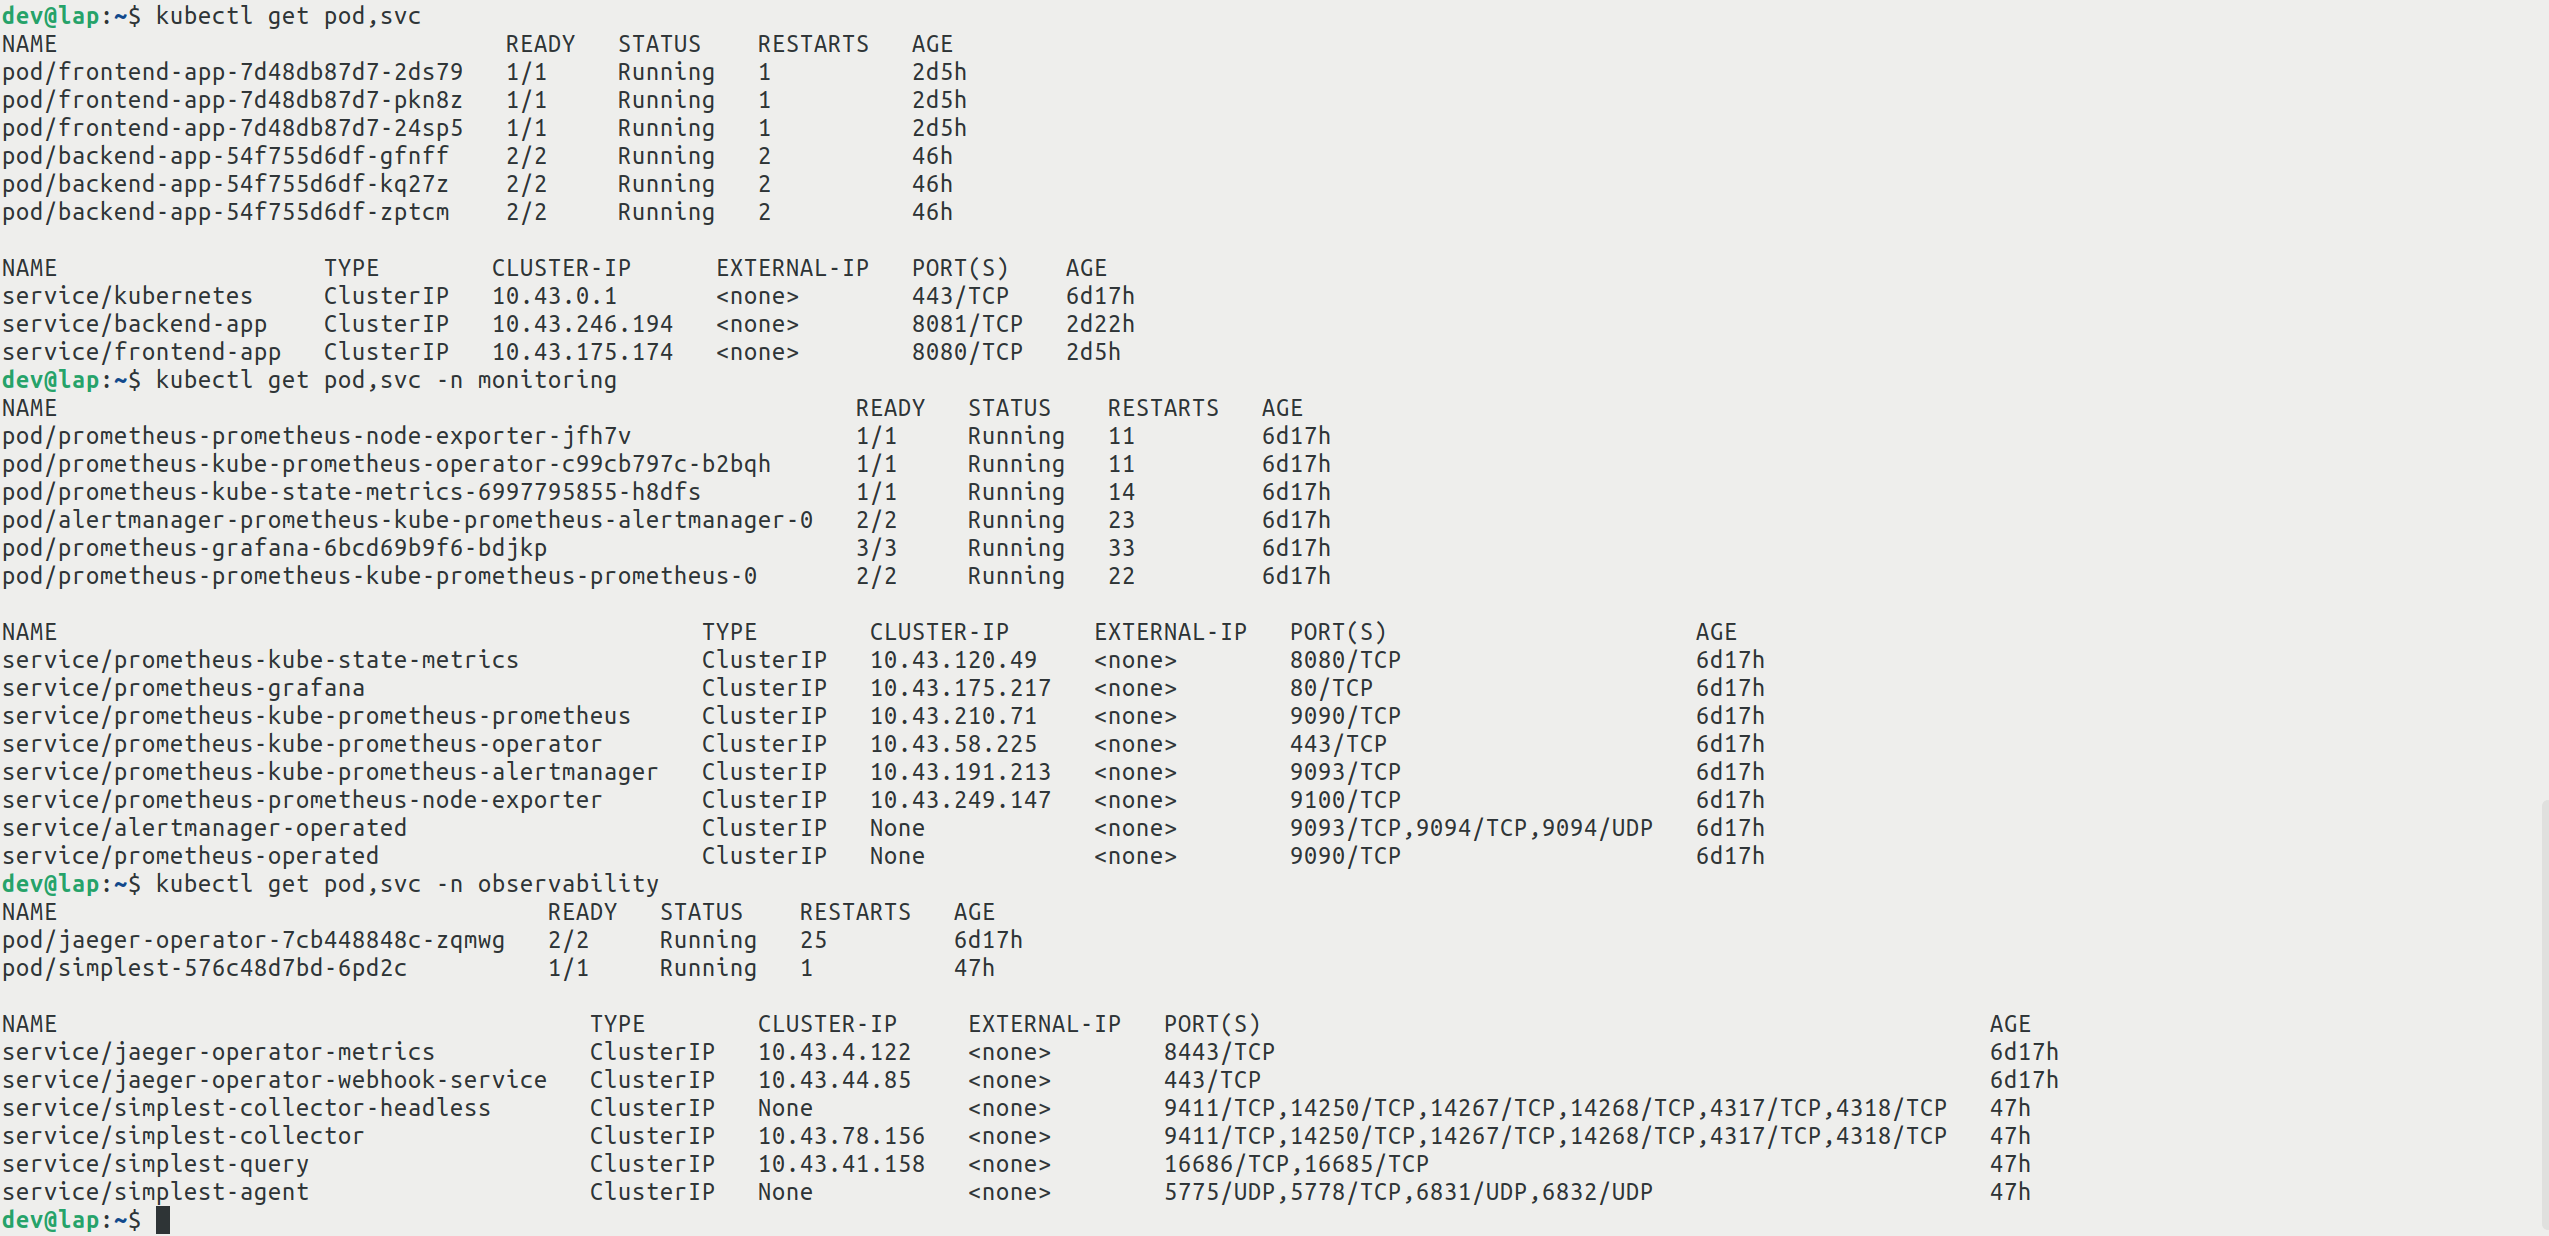 dev@lap:~$ kubectl get pod,svc
NAME READY STATUS RESTARTS AGE
pod/frontend-app-7d48db87d7-2ds79 1/1 Running 1 2d5h
pod/frontend-app-7d48db87d7-pkn8z 1/1 Running 1 2d5h
pod/frontend-app-7d48db87d7-24sp5 1/1 Running 1 2d5h
pod/backend-app-54f755d6df-gfnff 2/2 Running 2 46h
pod/backend-app-54f755d6df-kq27z 2/2 Running 2 46h
pod/backend-app-54f755d6df-zptcm 2/2 Running 2 46h
NAME TYPE CLUSTER-IP EXTERNAL-IP PORT(S) AGE
service/kubernetes ClusterIP 10.43.0.1 <none> 443/TCP 6d17h
service/backend-app ClusterIP 10.43.246.194 <none> 8081/TCP 2d22h
service/frontend-app ClusterIP 10.43.175.174 <none> 8080/TCP 2d5h
dev@lap:~$ kubectl get pod,svc -n monitoring
NAME READY STATUS RESTARTS AGE
pod/prometheus-prometheus-node-exporter-jfh7v 1/1 Running 11 6d17h
pod/prometheus-kube-prometheus-operator-c99cb797c-b2bqh 1/1 Running 11 6d17h
pod/prometheus-kube-state-metrics-6997795855-h8dfs 1/1 Running 14 6d17h
pod/alertmanager-prometheus-kube-prometheus-alertmanager-0 2/2 Running 23 6d17h
pod/prometheus-grafana-6bcd69b9f6-bdjkp 3/3 Running 33 6d17h
pod/prometheus-prometheus-kube-prometheus-prometheus-0 2/2 Running 22 6d17h
NAME TYPE CLUSTER-IP EXTERNAL-IP PORT(S) AGE
service/prometheus-kube-state-metrics ClusterIP 10.43.120.49 <none> 8080/TCP 6d17h
service/prometheus-grafana ClusterIP 10.43.175.217 <none> 80/TCP 6d17h
service/prometheus-kube-prometheus-prometheus ClusterIP 10.43.210.71 <none> 9090/TCP 6d17h
service/prometheus-kube-prometheus-operator ClusterIP 10.43.58.225 <none> 443/TCP 6d17h
service/prometheus-kube-prometheus-alertmanager ClusterIP 10.43.191.213 <none> 9093/TCP 6d17h
service/prometheus-prometheus-node-exporter ClusterIP 10.43.249.147 <none> 9100/TCP 6d17h
service/alertmanager-operated ClusterIP None <none> 9093/TCP,9094/TCP,9094/UDP 6d17h
service/prometheus-operated ClusterIP None <none> 9090/TCP 6d17h
dev@lap:~$ kubectl get pod,svc -n observability
NAME READY STATUS RESTARTS AGE
pod/jaeger-operator-7cb448848c-zqmwg 2/2 Running 25 6d17h
pod/simplest-576c48d7bd-6pd2c 1/1 Running 1 47h
NAME TYPE CLUSTER-IP EXTERNAL-IP PORT(S) AGE
service/jaeger-operator-metrics ClusterIP 10.43.4.122 <none> 8443/TCP 6d17h
service/jaeger-operator-webhook-service ClusterIP 10.43.44.85 <none> 443/TCP 6d17h
service/simplest-collector-headless ClusterIP None <none> 9411/TCP,14250/TCP,14267/TCP,14268/TCP,4317/TCP,4318/TCP 47h
service/simplest-collector ClusterIP 10.43.78.156 <none> 9411/TCP,14250/TCP,14267/TCP,14268/TCP,4317/TCP,4318/TCP 47h
service/simplest-query ClusterIP 10.43.41.158 <none> 16686/TCP,16685/TCP 47h
service/simplest-agent ClusterIP None <none> 5775/UDP,5778/TCP,6831/UDP,6832/UDP 47h
dev@lap:~$